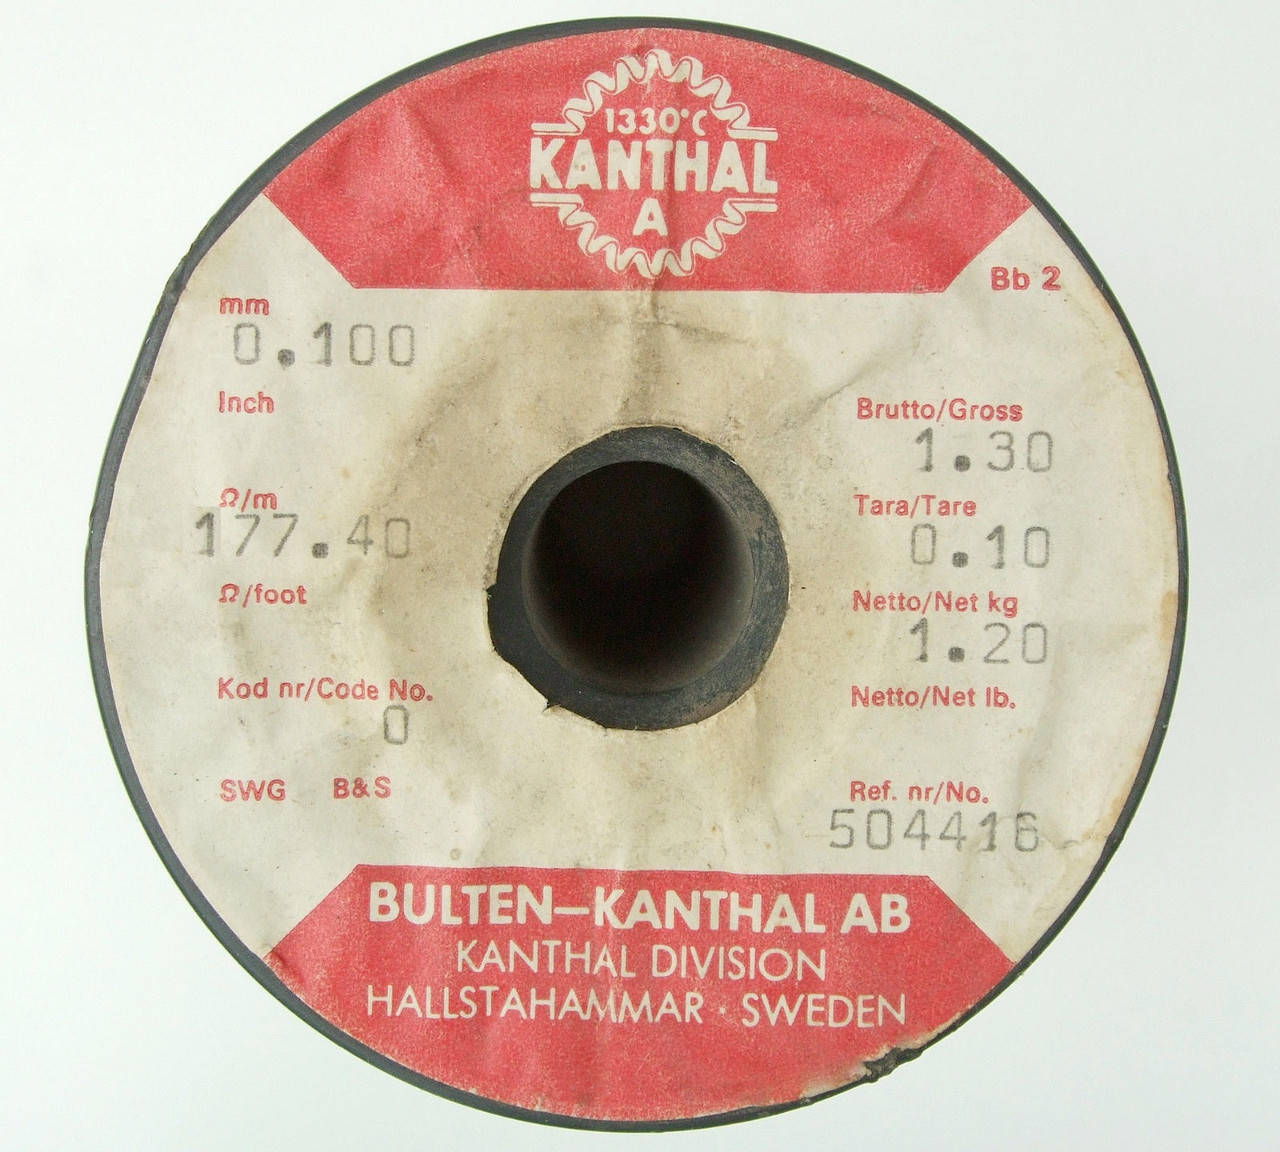 1330°C
KANTHAL
A
Bb 2
mm
0.100
Inch
Ω/m
177.40
Ω/foot
Kod nr/Code No.
0
SWG B&S
Brutto/Gross
1.30
Tara/Tare
0.10
Netto/Net kg
1.20
Netto/Net lb.
Ref. nr/No.
504416
BULTEN-KANTHAL AB
KANTHAL DIVISION
HALLSTAHAMMAR · SWEDEN